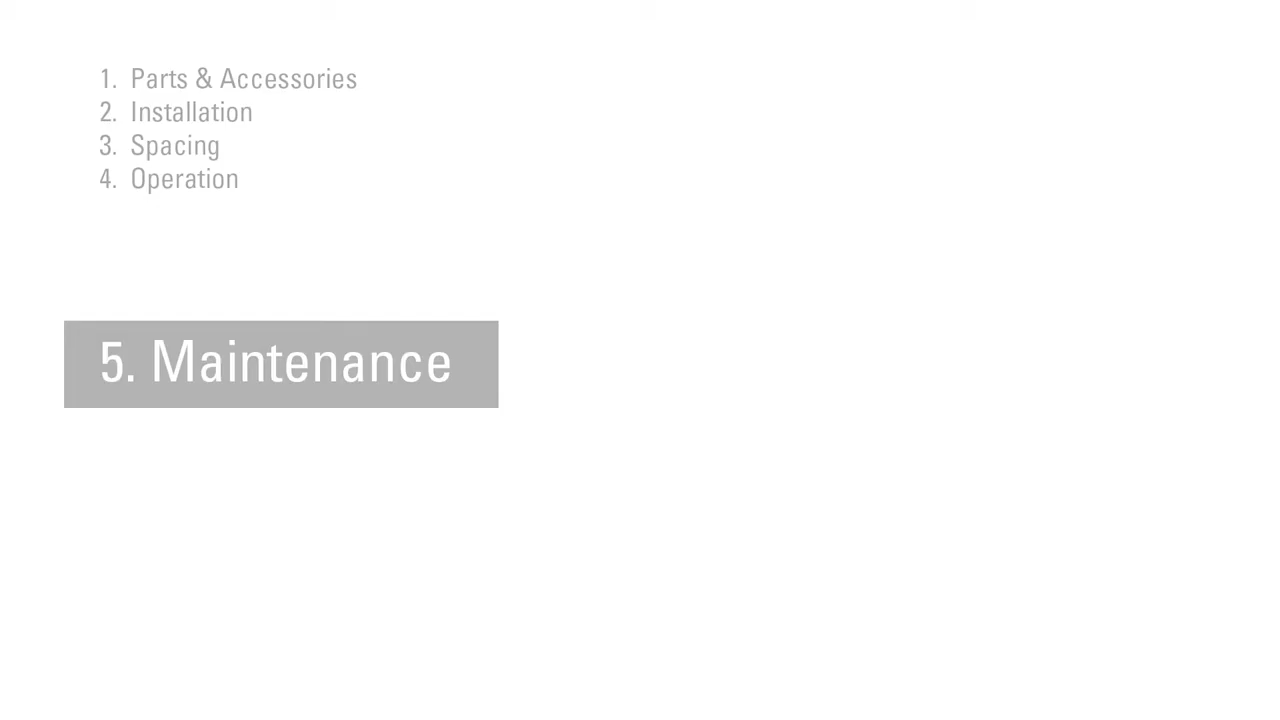 1. Parts & Accessories
2. Installation
3. Spacing
4. Operation
5. Maintenance